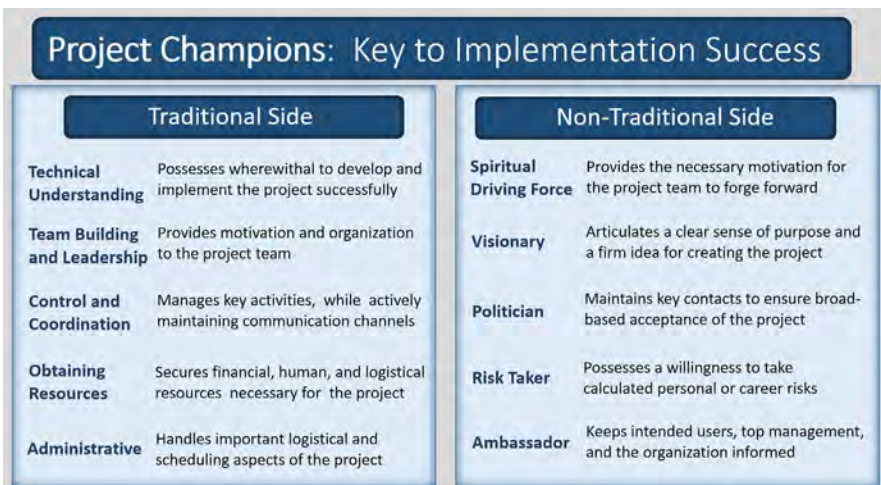 Project Champions: Key to Implementation Success
Traditional Side
Technical Understanding
Possesses wherewithal to develop and
implement the project successfully
Team Building and Leadership
Provides motivation and organization
to the project team
Control and Coordination
Manages key activities, while actively
maintaining communication channels
Obtaining Resources
Secures financial, human, and logistical
resources necessary for the project
Administrative
Handles important logistical and
scheduling aspects of the project
Non-Traditional Side
Spiritual Driving Force
Provides the necessary motivation for
the project team to forge forward
Visionary
Articulates a clear sense of purpose and
a firm idea for creating the project
Politician
Maintains key contacts to ensure broad-
based acceptance of the project
Risk Taker
Possesses a willingness to take
calculated personal or career risks
Ambassador
Keeps intended users, top management,
and the organization informed